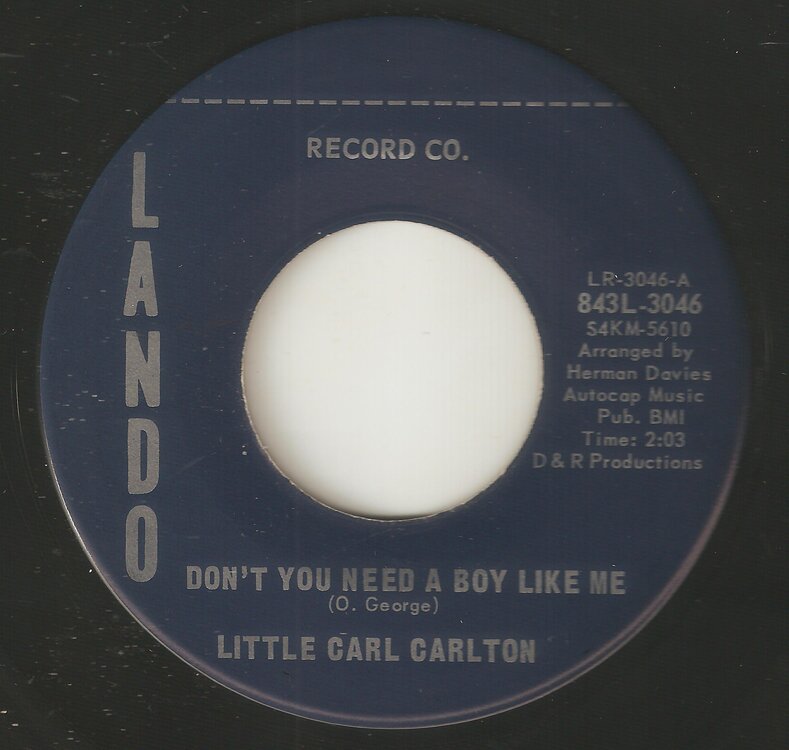 RECORD CO.
LANDO
LR-3046-A
843L-3046
S4KM-5610
Arranged by
Herman Davies
Autocap Music
Pub. BMI
Time: 2:03
D & R Productions
DON'T YOU NEED A BOY LIKE ME
(O. George)
LITTLE CARL CARLTON